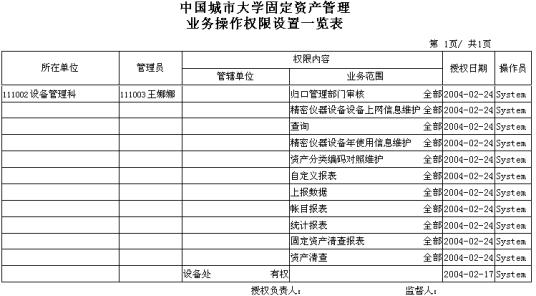 中国城市大学固定资产管理
业务操作权限设置一览表
第 1页/ 共1页
所在单位 管理员 权限内容 授权日期 操作员
管辖单位 业务范围
111002设备管理科 111003王娜娜 归口管理部门审核 全部 2004-02-24 System
精密仪器设备设备上网信息维护 全部 2004-02-24 System
查询 全部 2004-02-24 System
精密仪器设备年使用信息维护 全部 2004-02-24 System
资产分类编码对照维护 全部 2004-02-24 System
自定义报表 全部 2004-02-24 System
上报数据 全部 2004-02-24 System
帐目报表 全部 2004-02-24 System
统计报表 全部 2004-02-24 System
固定资产清查报表 全部 2004-02-24 System
资产清查 全部 2004-02-24 System
设备处 有权 2004-02-17 System
授权负责人： 监督人：